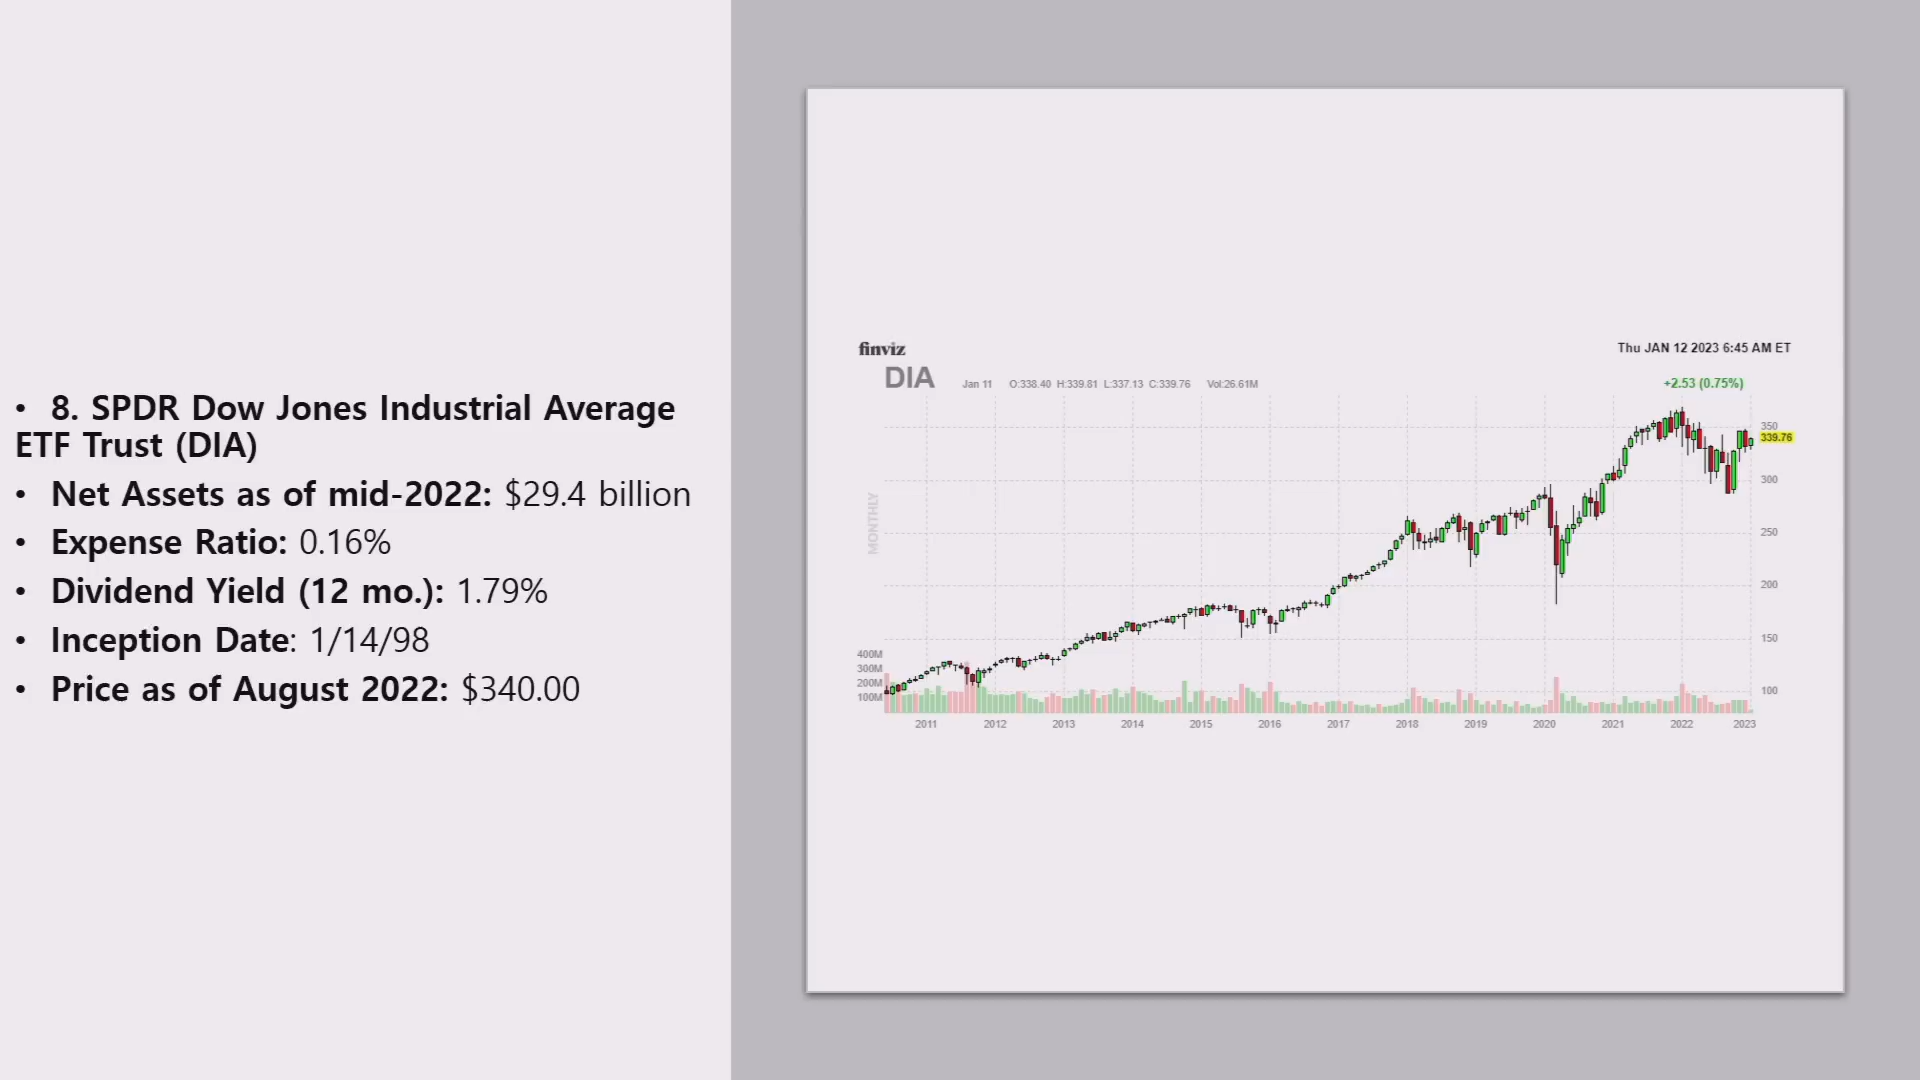 • 8. SPDR Dow Jones Industrial Average
ETF Trust (DIA)
• Net Assets as of mid-2022: $29.4 billion
• Expense Ratio: 0.16%
• Dividend Yield (12 mo.): 1.79%
• Inception Date: 1/14/98
• Price as of August 2022: $340.00
finviz
Thu JAN 12 2023 6:45 AM ET
DIA
Jan 11 O:338.40 H:339.81 L:337.13 C:339.76 Vol:26.61M
+2.53 (0.75%)
MONTHLY
350
339.76
300
250
200
150
100
400M
300M
200M
100M
2011 2012 2013 2014 2015 2016 2017 2018 2019 2020 2021 2022 2023